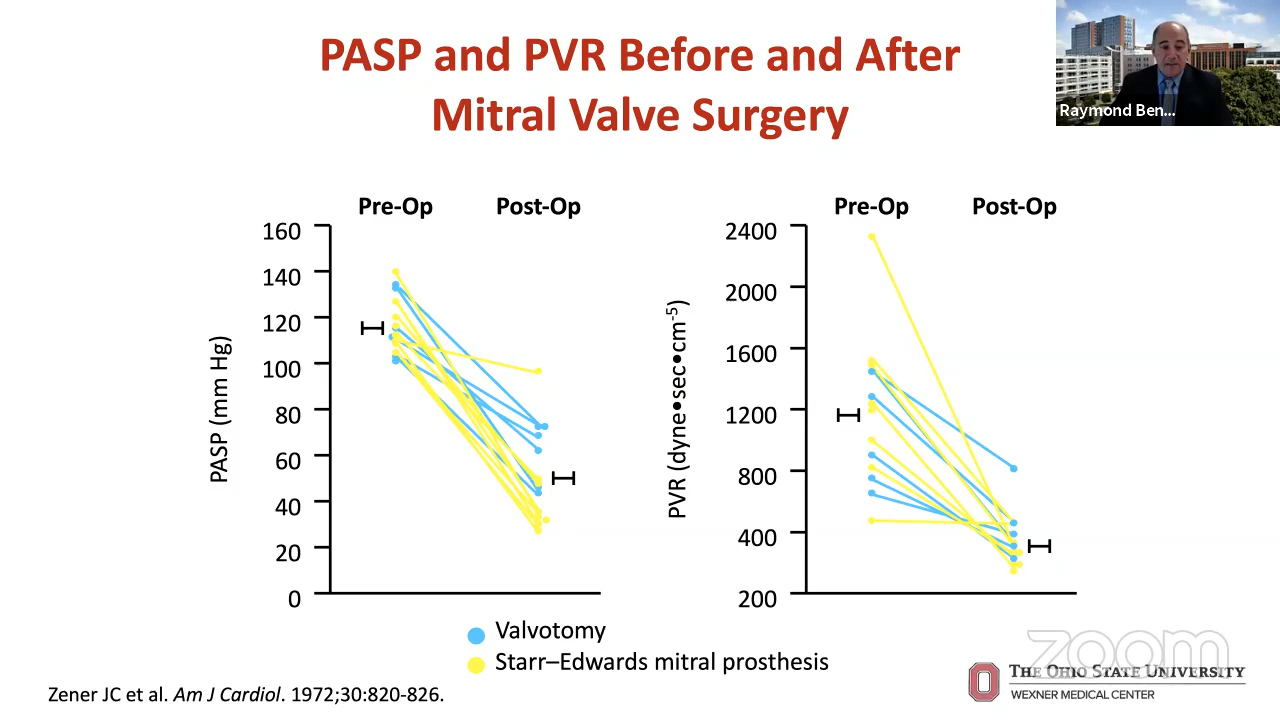 PASP and PVR Before and After
Mitral Valve Surgery
Raymond Ben...
Pre-Op
Post-Op
160
140
120
100
80
60
40
20
0
PASP (mm Hg)
Pre-Op
Post-Op
2400
2000
1600
1200
800
400
200
PVR (dyne•sec•cm-5)
Valvotomy
Starr–Edwards mitral prosthesis
zoom
The Ohio State University
WEXNER MEDICAL CENTER
Zener JC et al. Am J Cardiol. 1972;30:820-826.